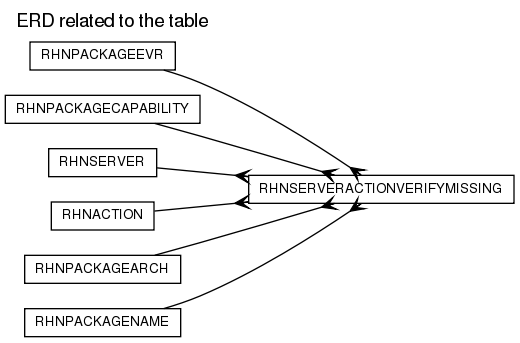 ERD related to the table
RHNPACKAGEEVR
RHNPACKAGECAPABILITY
RHNSERVER
RHNSERVERACTIONVERIFYMISSING
RHNACTION
RHNPACKAGEARCH
RHNPACKAGENAME